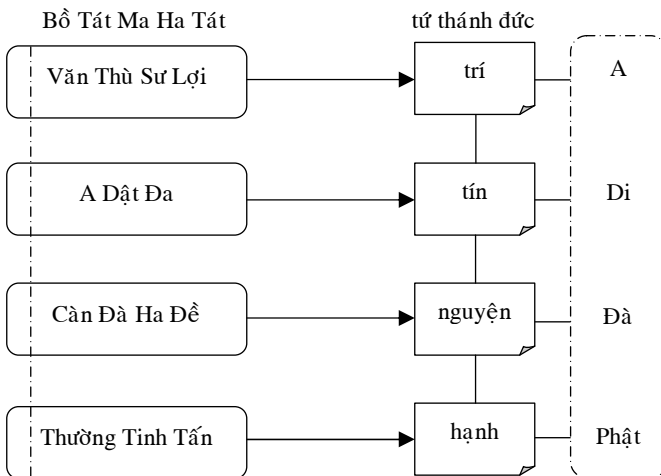 Bồ Tát Ma Ha Tát tứ thánh đức
Văn Thù Sư Lợi trí A
A Dật Đa tín Di
Càn Đà Ha Đề nguyện Đà
Thường Tinh Tấn hạnh Phật